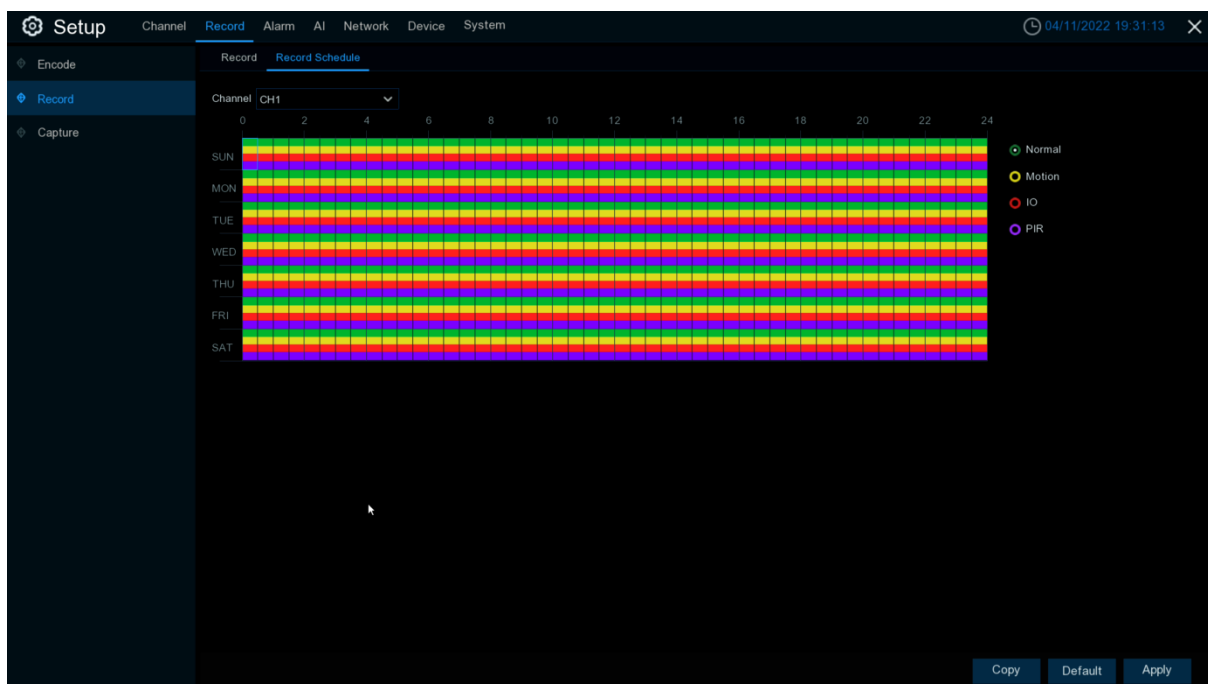 Setup Channel Record Alarm AI Network Device System 04/11/2022 19:31:13
Encode
Record
Capture
Record Record Schedule
Channel CH1
0 2 4 6 8 10 12 14 16 18 20 22 24
SUN
MON
TUE
WED
THU
FRI
SAT
Normal
Motion
IO
PIR
Copy Default Apply